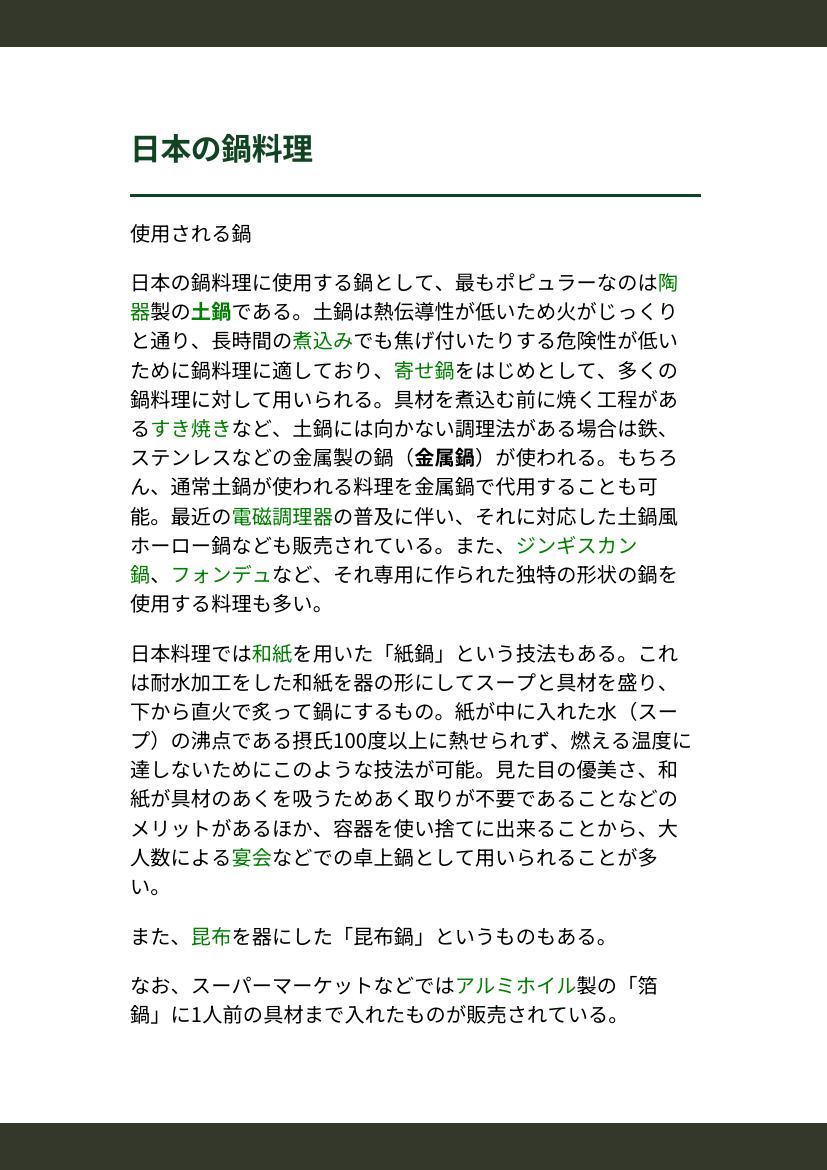 日本の鍋料理
使用される鍋
日本の鍋料理に使用する鍋として、最もポピュラーなのは陶
器製の土鍋である。土鍋は熱伝導性が低いため火がじっくり
と通り、長時間の煮込みでも焦げ付いたりする危険性が低い
ために鍋料理に適しており、寄せ鍋をはじめとして、多くの
鍋料理に対して用いられる。具材を煮込む前に焼く工程があ
るすき焼きなど、土鍋には向かない調理法がある場合は鉄、
ステンレスなどの金属製の鍋（金属鍋）が使われる。もちろ
ん、通常土鍋が使われる料理を金属鍋で代用することも可
能。最近の電磁調理器の普及に伴い、それに対応した土鍋風
ホーロー鍋なども販売されている。また、ジンギスカン
鍋、フォンデュなど、それ専用に作られた独特の形状の鍋を
使用する料理も多い。
日本料理では和紙を用いた「紙鍋」という技法もある。これ
は耐水加工をした和紙を器の形にしてスープと具材を盛り、
下から直火で炙って鍋にするもの。紙が中に入れた水（スー
プ）の沸点である摂氏100度以上に熱せられず、燃える温度に
達しないためにこのような技法が可能。見た目の優美さ、和
紙が具材のあくを吸うためあく取りが不要であることなどの
メリットがあるほか、容器を使い捨てに出来ることから、大
人数による宴会などでの卓上鍋として用いられることが多
い。
また、昆布を器にした「昆布鍋」というものもある。
なお、スーパーマーケットなどではアルミホイル製の「箔
鍋」に1人前の具材まで入れたものが販売されている。